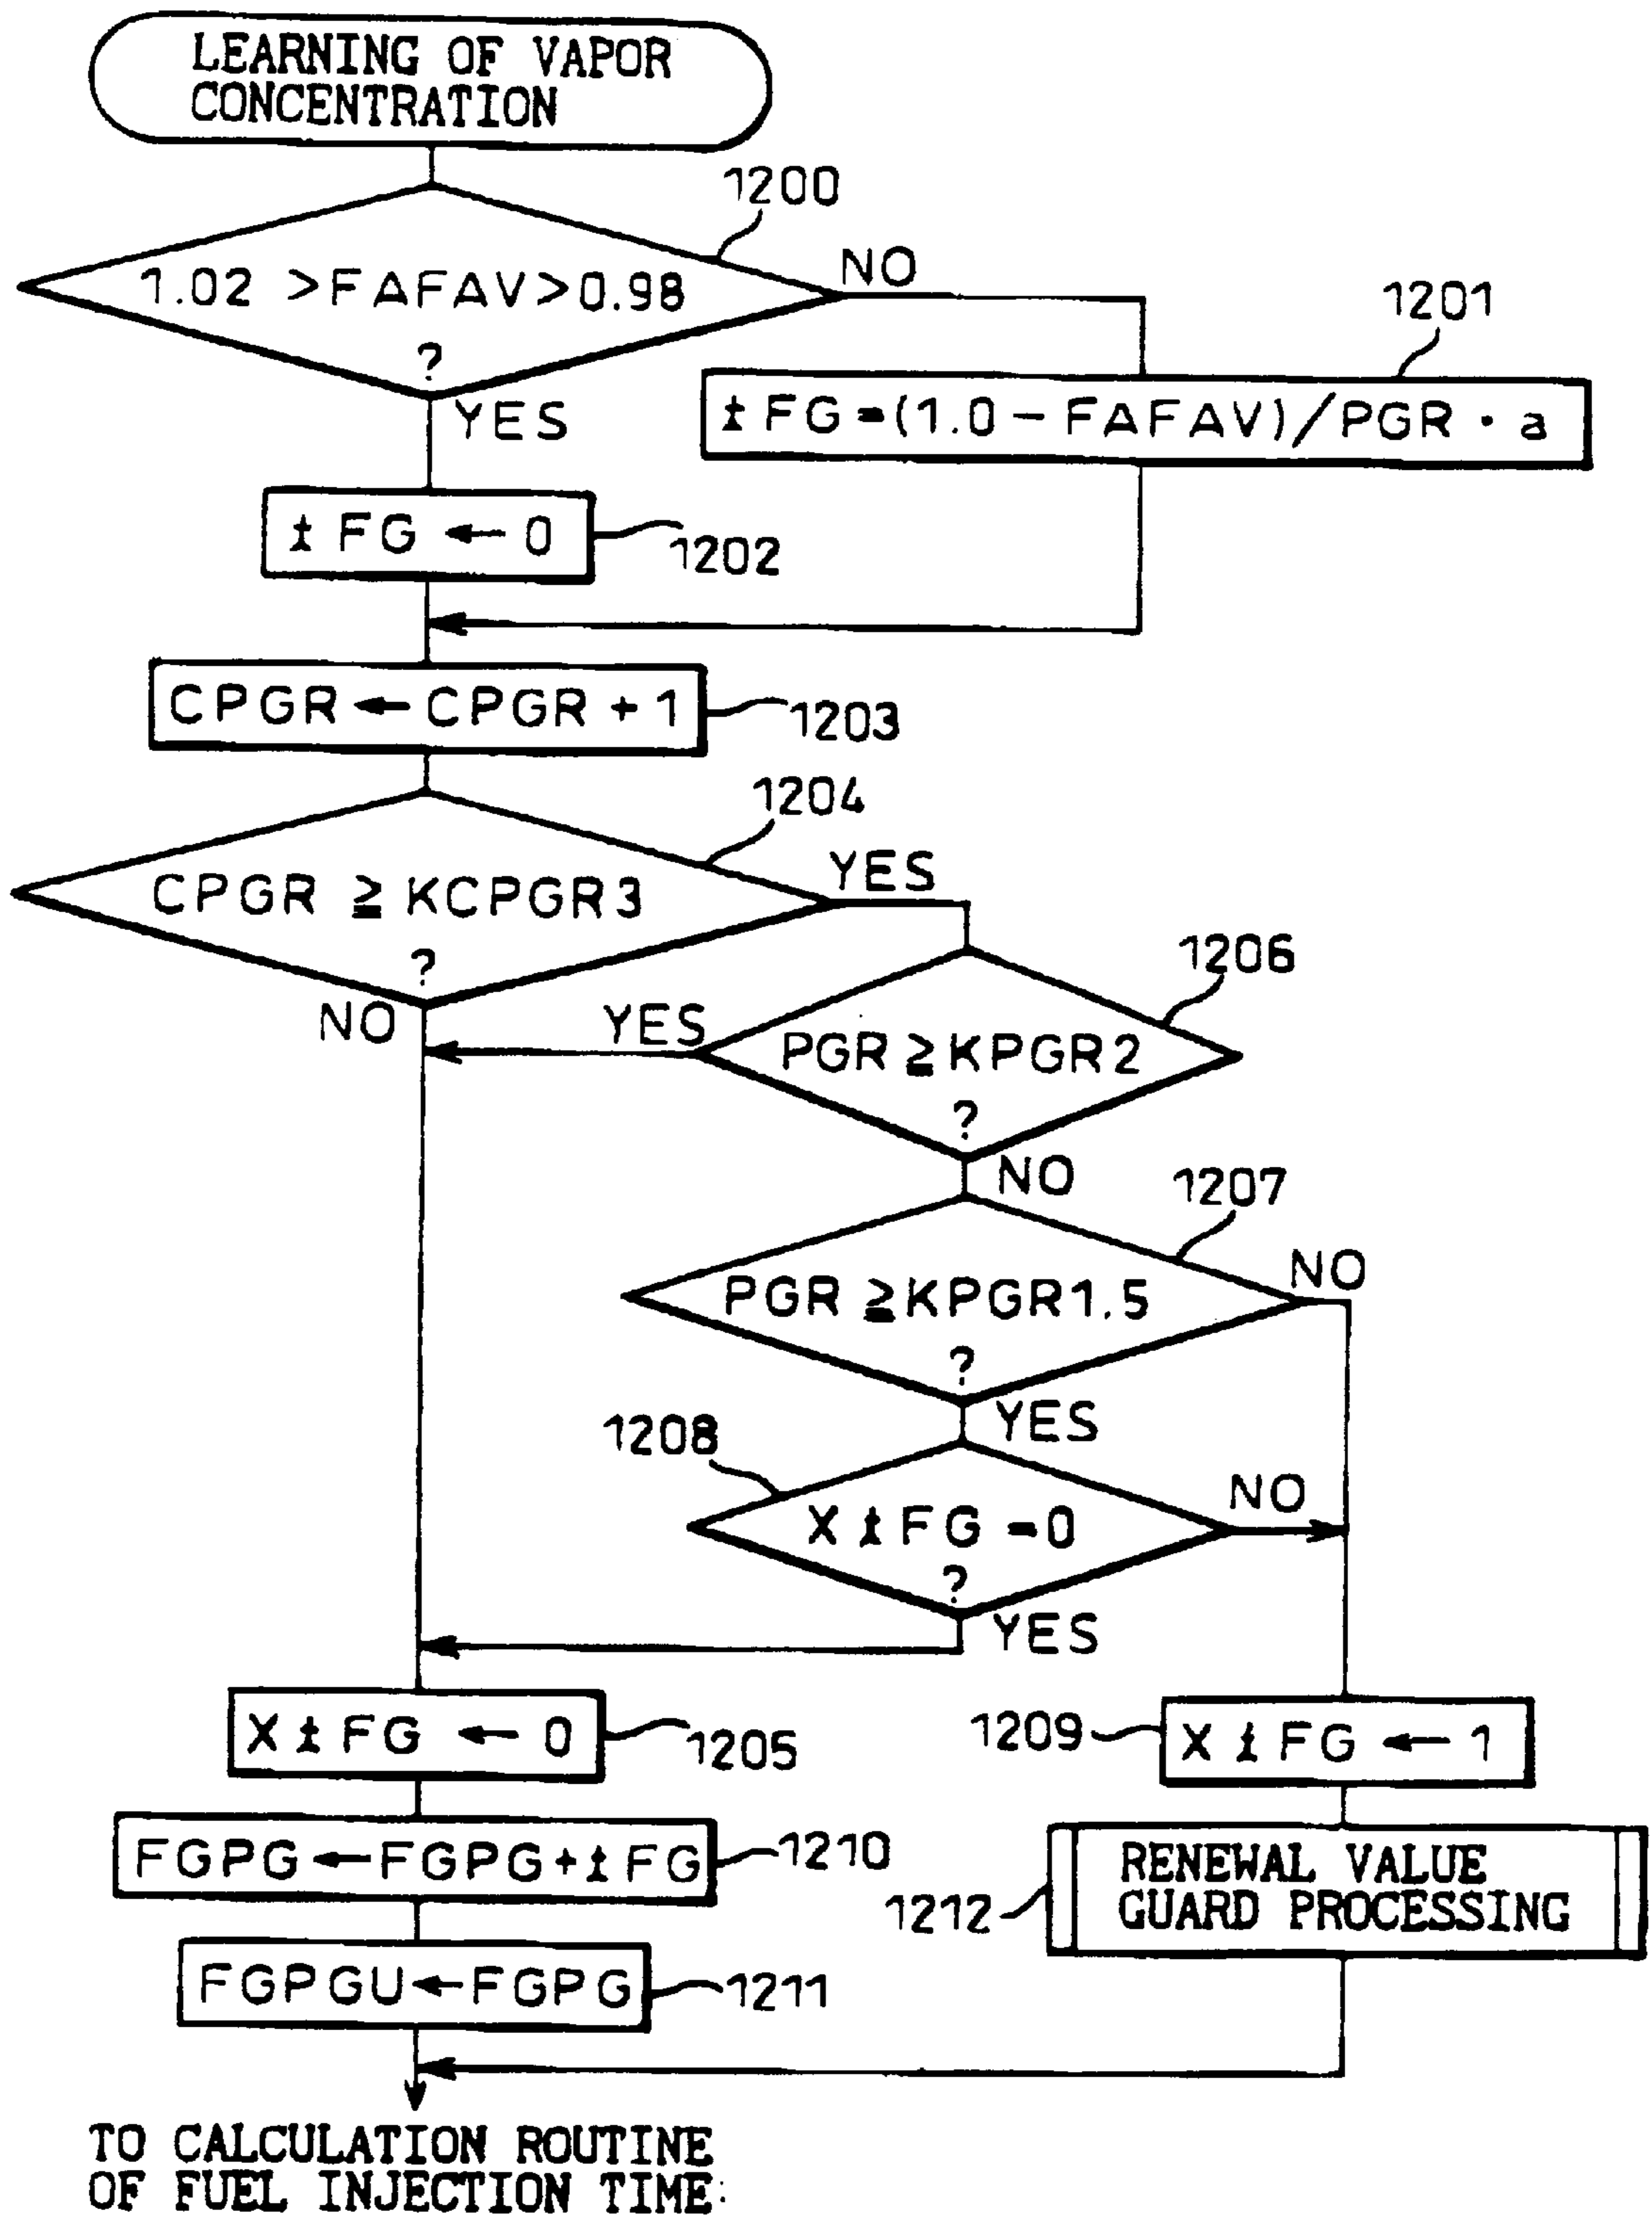 LEARNING OF VAPOR
CONCENTRATION
1200
1.02 >FAFAV>0.98
?
NO
YES
1201
tFG=(1.0-FAFAV)/PGR・a
tFG ← 0
1202
CPGR ← CPGR + 1
1203
1204
CPGR ≧ KCPGR3
?
YES
NO
1206
PGR ≧ KPGR2
?
YES
NO
1207
PGR ≧ KPGR1.5
?
NO
YES
1208
XtFG = 0
?
NO
YES
XtFG ← 0
1205
1209
XtFG ← 1
FGPG ← FGPG+tFG
1210
RENEWAL VALUE
GUARD PROCESSING
1212
FGPGU ← FGPG
1211
TO CALCULATION ROUTINE
OF FUEL INJECTION TIME